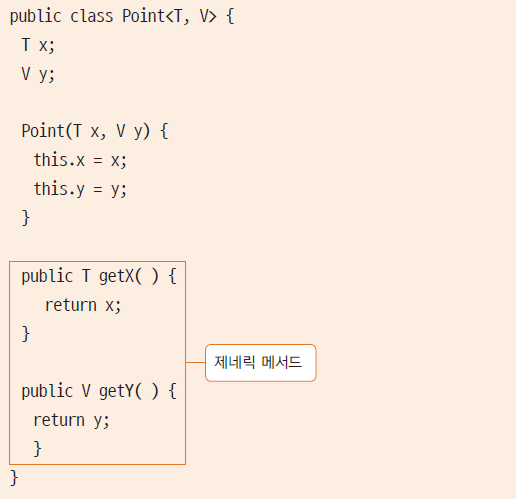 public class Point<T, V> {
T x;
V y;
Point(T x, V y) {
this.x = x;
this.y = y;
}
public T getX( ) {
return x;
}
public V getY( ) {
return y;
}
}
제네릭 메서드